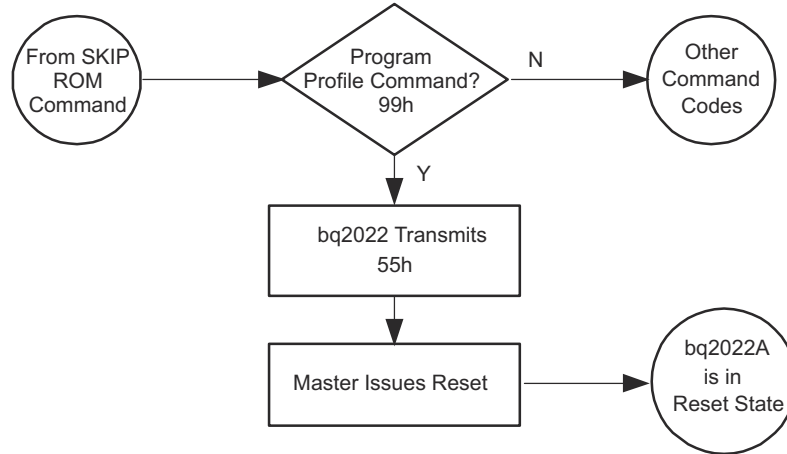 From SKIP
ROM
Command
Program
Profile Command?
99h
N
Other
Command
Codes
Y
bq2022 Transmits
55h
Master Issues Reset
bq2022A
is in
Reset State